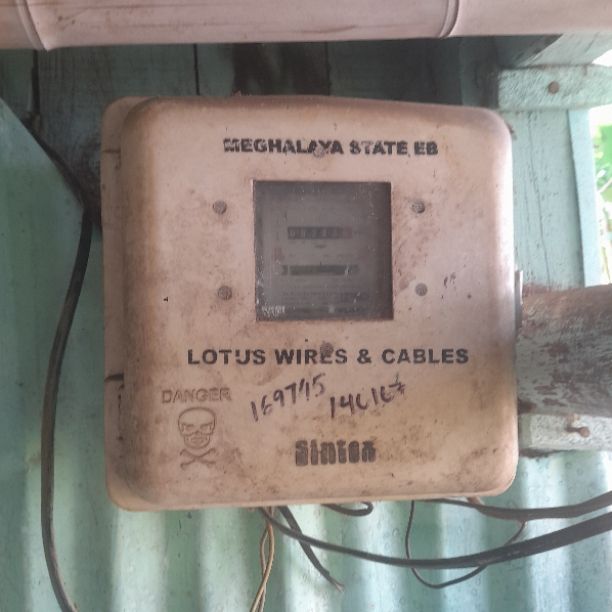 MEGHALAYA STATE EB
LOTUS WIRES & CABLES
DANGER
169745
Sintex